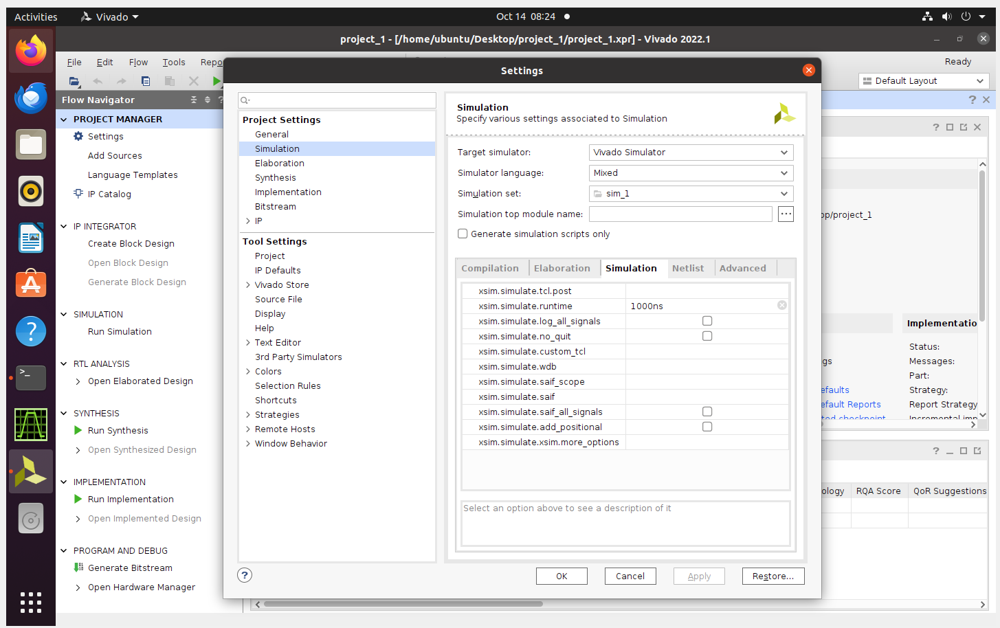 Activities
Vivado
Oct 14 08:24
project_1 - [/home/ubuntu/Desktop/project_1/project_1.xpr] - Vivado 2022.1
File Edit Flow Tools
Ready
Default Layout
Flow Navigator
PROJECT MANAGER
Settings
Add Sources
Language Templates
IP Catalog
IP INTEGRATOR
Create Block Design
Open Block Design
Generate Block Design
SIMULATION
Run Simulation
RTL ANALYSIS
Open Elaborated Design
SYNTHESIS
Run Synthesis
Open Synthesized Design
IMPLEMENTATION
Run Implementation
Open Implemented Design
PROGRAM AND DEBUG
Generate Bitstream
Open Hardware Manager
Settings
Project Settings
General
Simulation
Elaboration
Synthesis
Implementation
Bitstream
IP
Tool Settings
Project
IP Defaults
Vivado Store
Source File
Display
Help
Text Editor
3rd Party Simulators
Colors
Selection Rules
Shortcuts
Strategies
Remote Hosts
Window Behavior
Simulation
Specify various settings associated to Simulation
Target simulator: Vivado Simulator
Simulator language: Mixed
Simulation set: sim_1
Simulation top module name:
Generate simulation scripts only
Compilation Elaboration Simulation Netlist Advanced
xsim.simulate.tcl.post
xsim.simulate.runtime 1000ns
xsim.simulate.log_all_signals
xsim.simulate.no_quit
xsim.simulate.custom_tcl
xsim.simulate.wdb
xsim.simulate.saif_scope
xsim.simulate.saif
xsim.simulate.saif_all_signals
xsim.simulate.add_positional
xsim.simulate.xsim.more_options
Select an option above to see a description of it
OK Cancel Apply Restore...
op/project_1
Implementatio
Status:
gs Messages:
Part:
efaults Strategy:
efault Reports Report Strategy
ology RQA Score QoR Suggestions